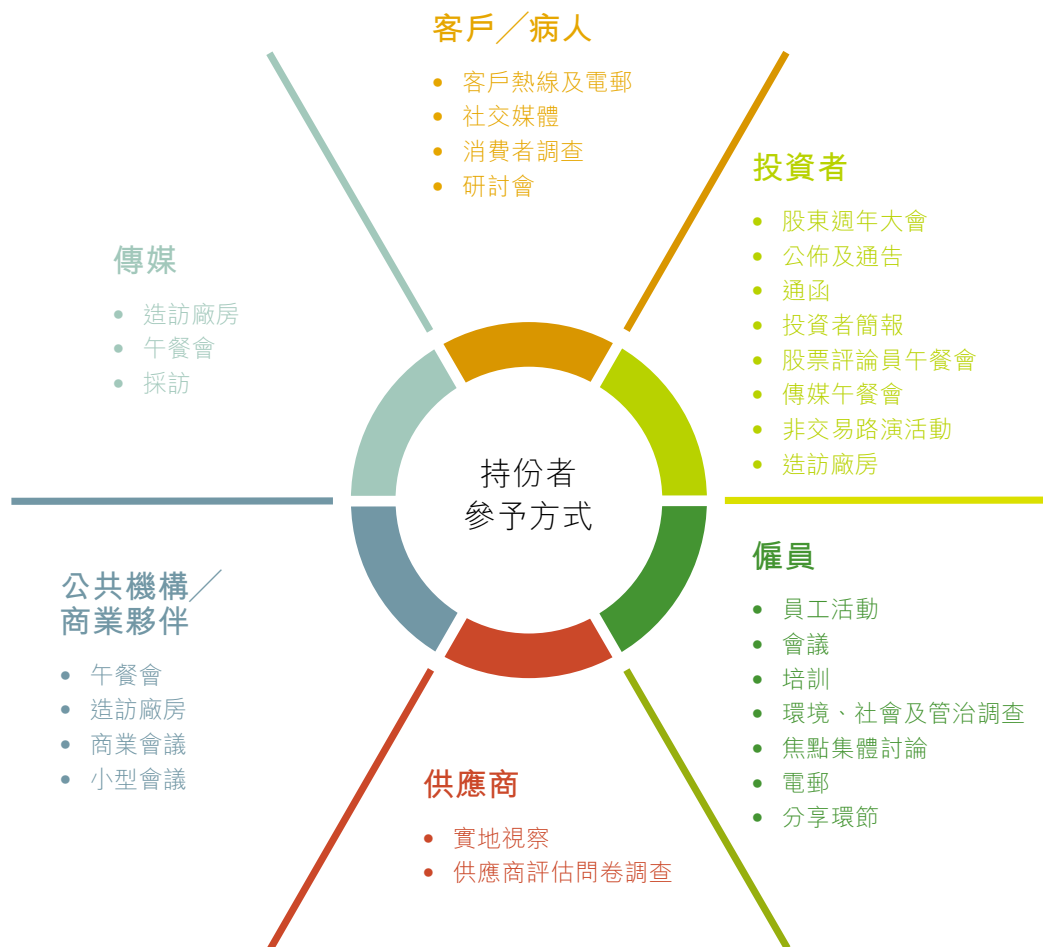 客戶／病人
• 客戶熱線及電郵
• 社交媒體
• 消費者調查
• 研討會
投資者
• 股東週年大會
• 公佈及通告
• 通函
• 投資者簡報
• 股票評論員午餐會
• 傳媒午餐會
• 非交易路演活動
• 造訪廠房
傳媒
• 造訪廠房
• 午餐會
• 採訪
持份者
參予方式
僱員
• 員工活動
• 會議
• 培訓
• 環境、社會及管治調查
• 焦點集體討論
• 電郵
• 分享環節
公共機構／
商業夥伴
• 午餐會
• 造訪廠房
• 商業會議
• 小型會議
供應商
• 實地視察
• 供應商評估問卷調查